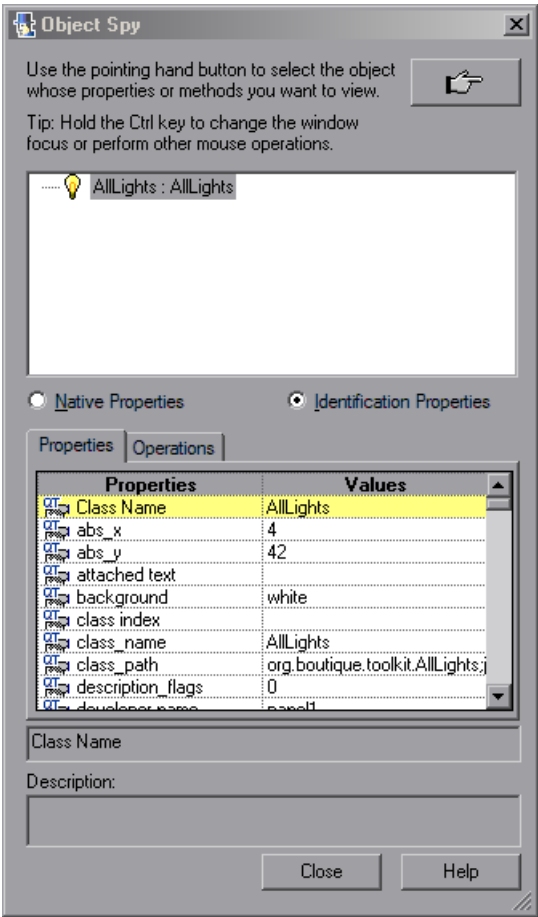 Object Spy
Use the pointing hand button to select the object
whose properties or methods you want to view.
Tip: Hold the Ctrl key to change the window
focus or perform other mouse operations.
AllLights : AllLights
Native Properties Identification Properties
Properties Operations
Properties Values
Class Name AllLights
abs_x 4
abs_y 42
attached text
background white
class index
class_name AllLights
class_path org.boutique.toolkit.AllLights;j
description_flags 0
developer name panel1
Class Name
Description:
Close Help